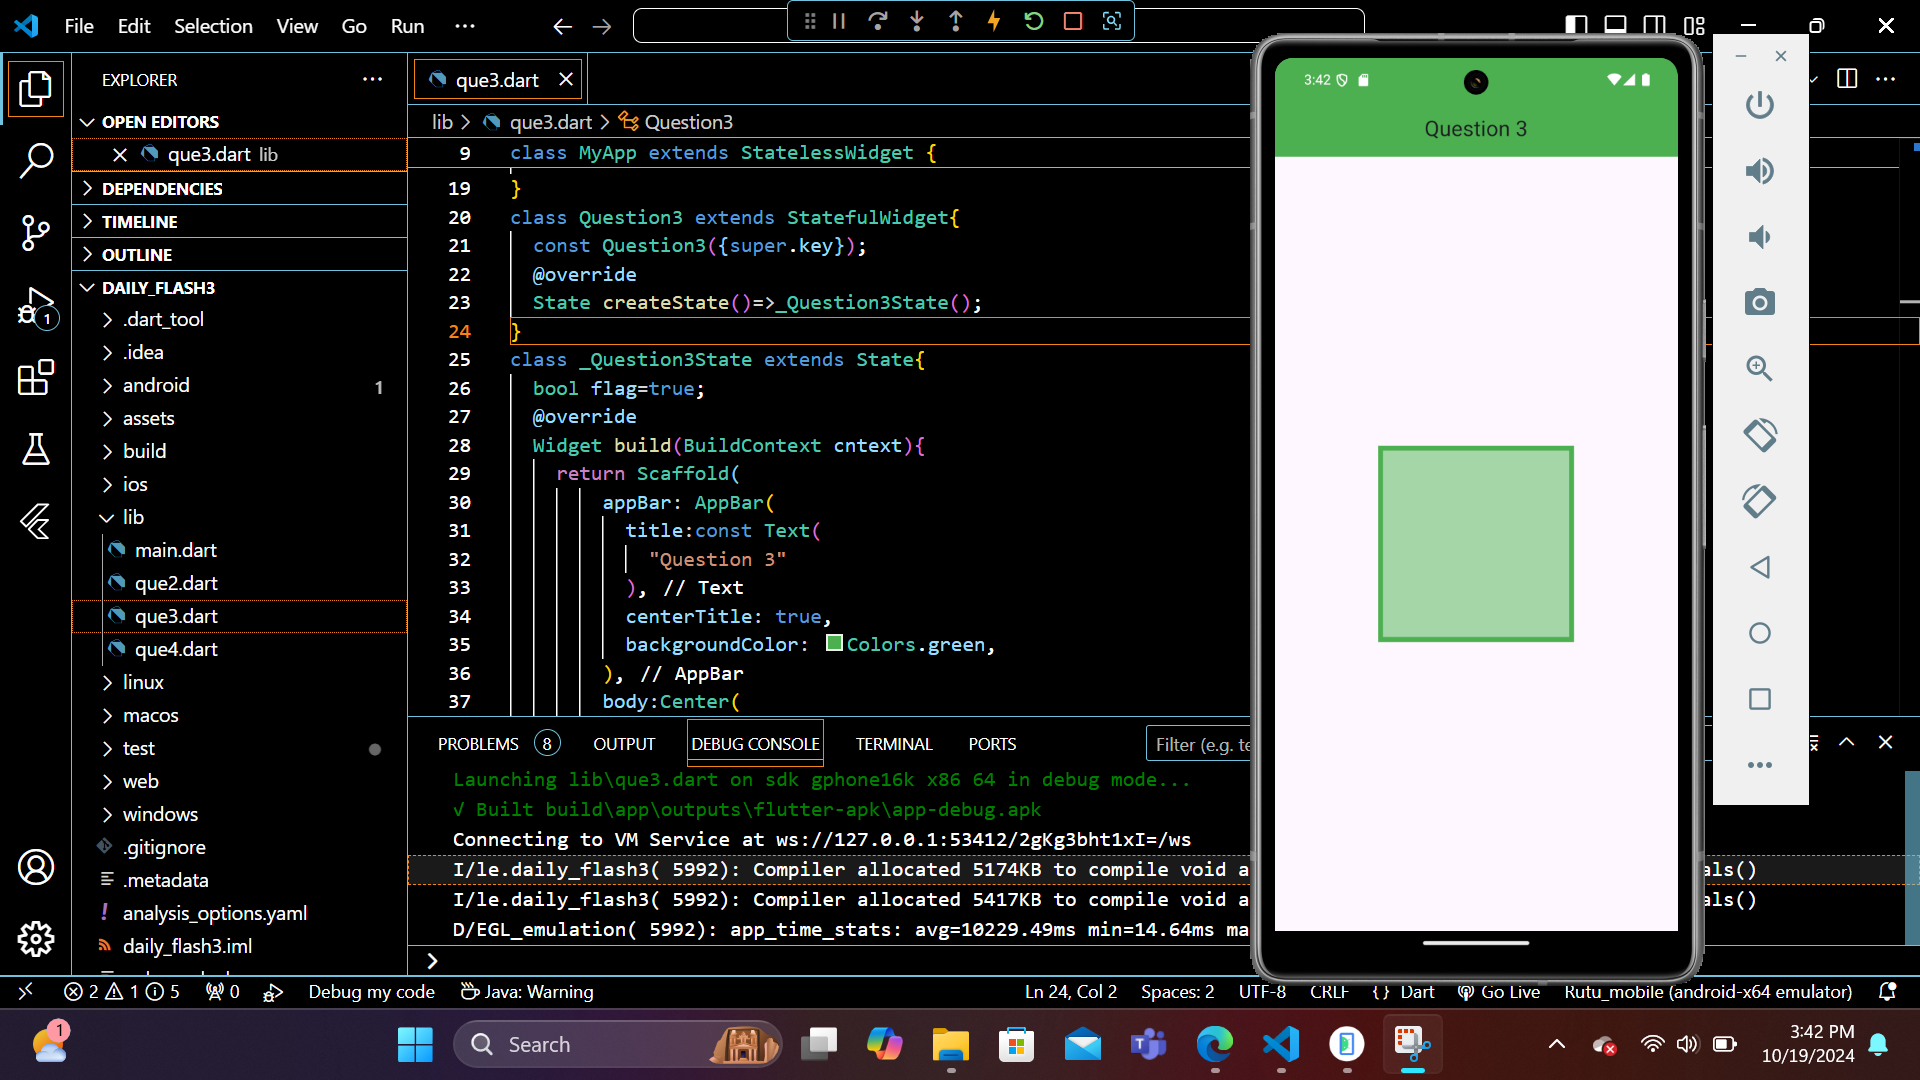 File Edit Selection View Go Run ···
EXPLORER
OPEN EDITORS
que3.dart lib
DEPENDENCIES
TIMELINE
OUTLINE
DAILY_FLASH3
.dart_tool
.idea
android 1
assets
build
ios
lib
main.dart
que2.dart
que3.dart
que4.dart
linux
macos
test
web
windows
.gitignore
.metadata
analysis_options.yaml
daily_flash3.iml
1
que3.dart
lib > que3.dart > Question3
9 class MyApp extends StatelessWidget {
19 }
20 class Question3 extends StatefulWidget{
21 const Question3({super.key});
22 @override
23 State createState()=>_Question3State();
24 }
25 class _Question3State extends State{
26 bool flag=true;
27 @override
28 Widget build(BuildContext cntext){
29 return Scaffold(
30 appBar: AppBar(
31 title:const Text(
32 "Question 3"
33 ), // Text
34 centerTitle: true,
35 backgroundColor: Colors.green,
36 ), // AppBar
37 body:Center(
PROBLEMS 8 OUTPUT DEBUG CONSOLE TERMINAL PORTS
Filter (e.g. te
Launching lib\que3.dart on sdk gphone16k x86 64 in debug mode...
√ Built build\app\outputs\flutter-apk\app-debug.apk
Connecting to VM Service at ws://127.0.0.1:53412/2gKg3bht1xI=/ws
I/le.daily_flash3( 5992): Compiler allocated 5174KB to compile void a als()
I/le.daily_flash3( 5992): Compiler allocated 5417KB to compile void a als()
D/EGL_emulation( 5992): app_time_stats: avg=10229.49ms min=14.64ms ma
>
3:42
Question 3
2 1 5 0 Debug my code Java: Warning
Ln 24, Col 2 Spaces: 2 UTF-8 CRLF {} Dart Go Live Rutu_mobile (android-x64 emulator)
1
Search
3:42 PM
10/19/2024